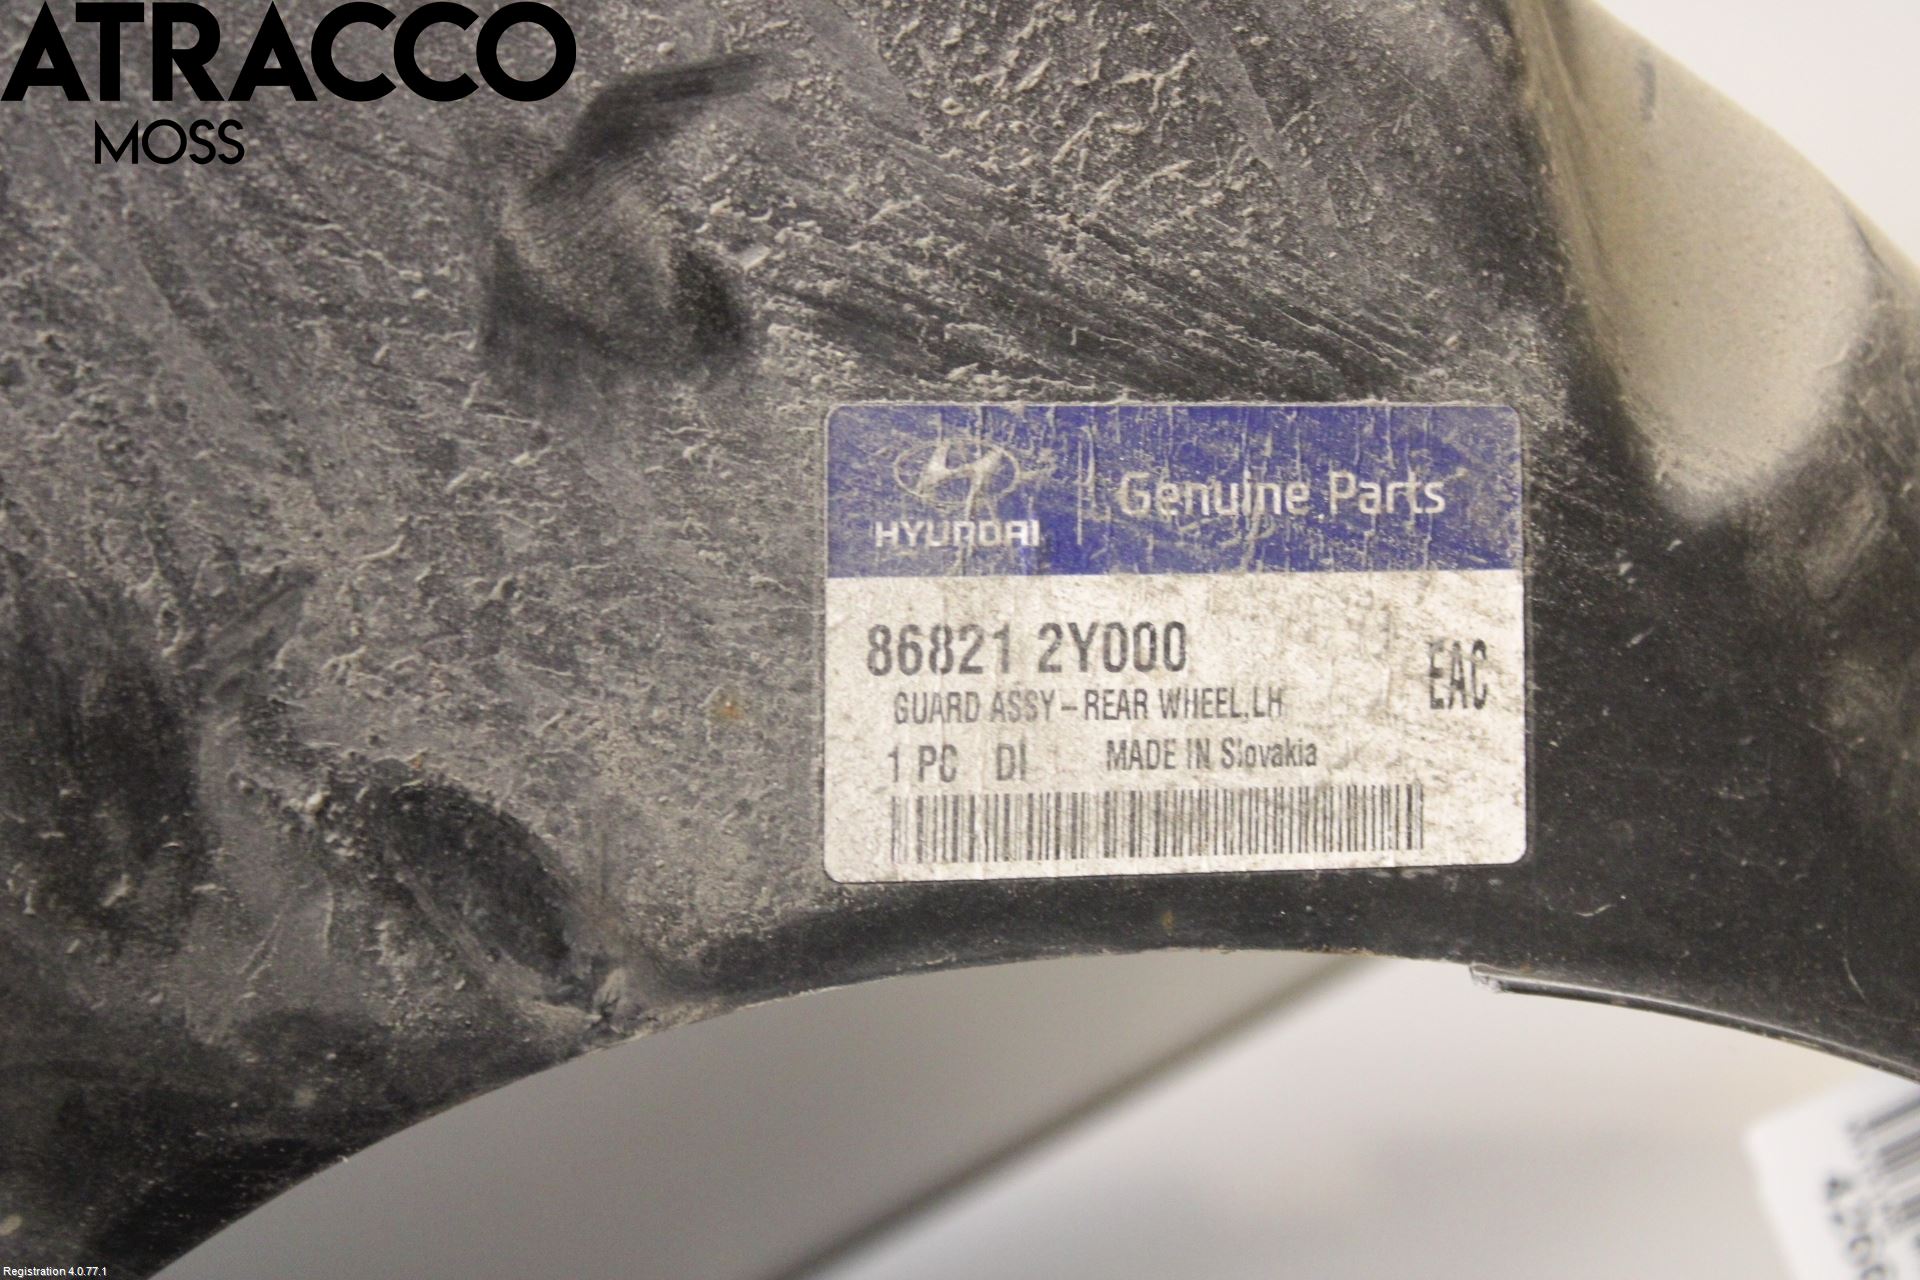 ATRACCO
MOSS
HYUNDAI
Genuine Parts
86821 2Y000
GUARD ASSY-REAR WHEEL,LH
EAC
1 PC DI MADE IN Slovakia
Registration 4.0.77.1